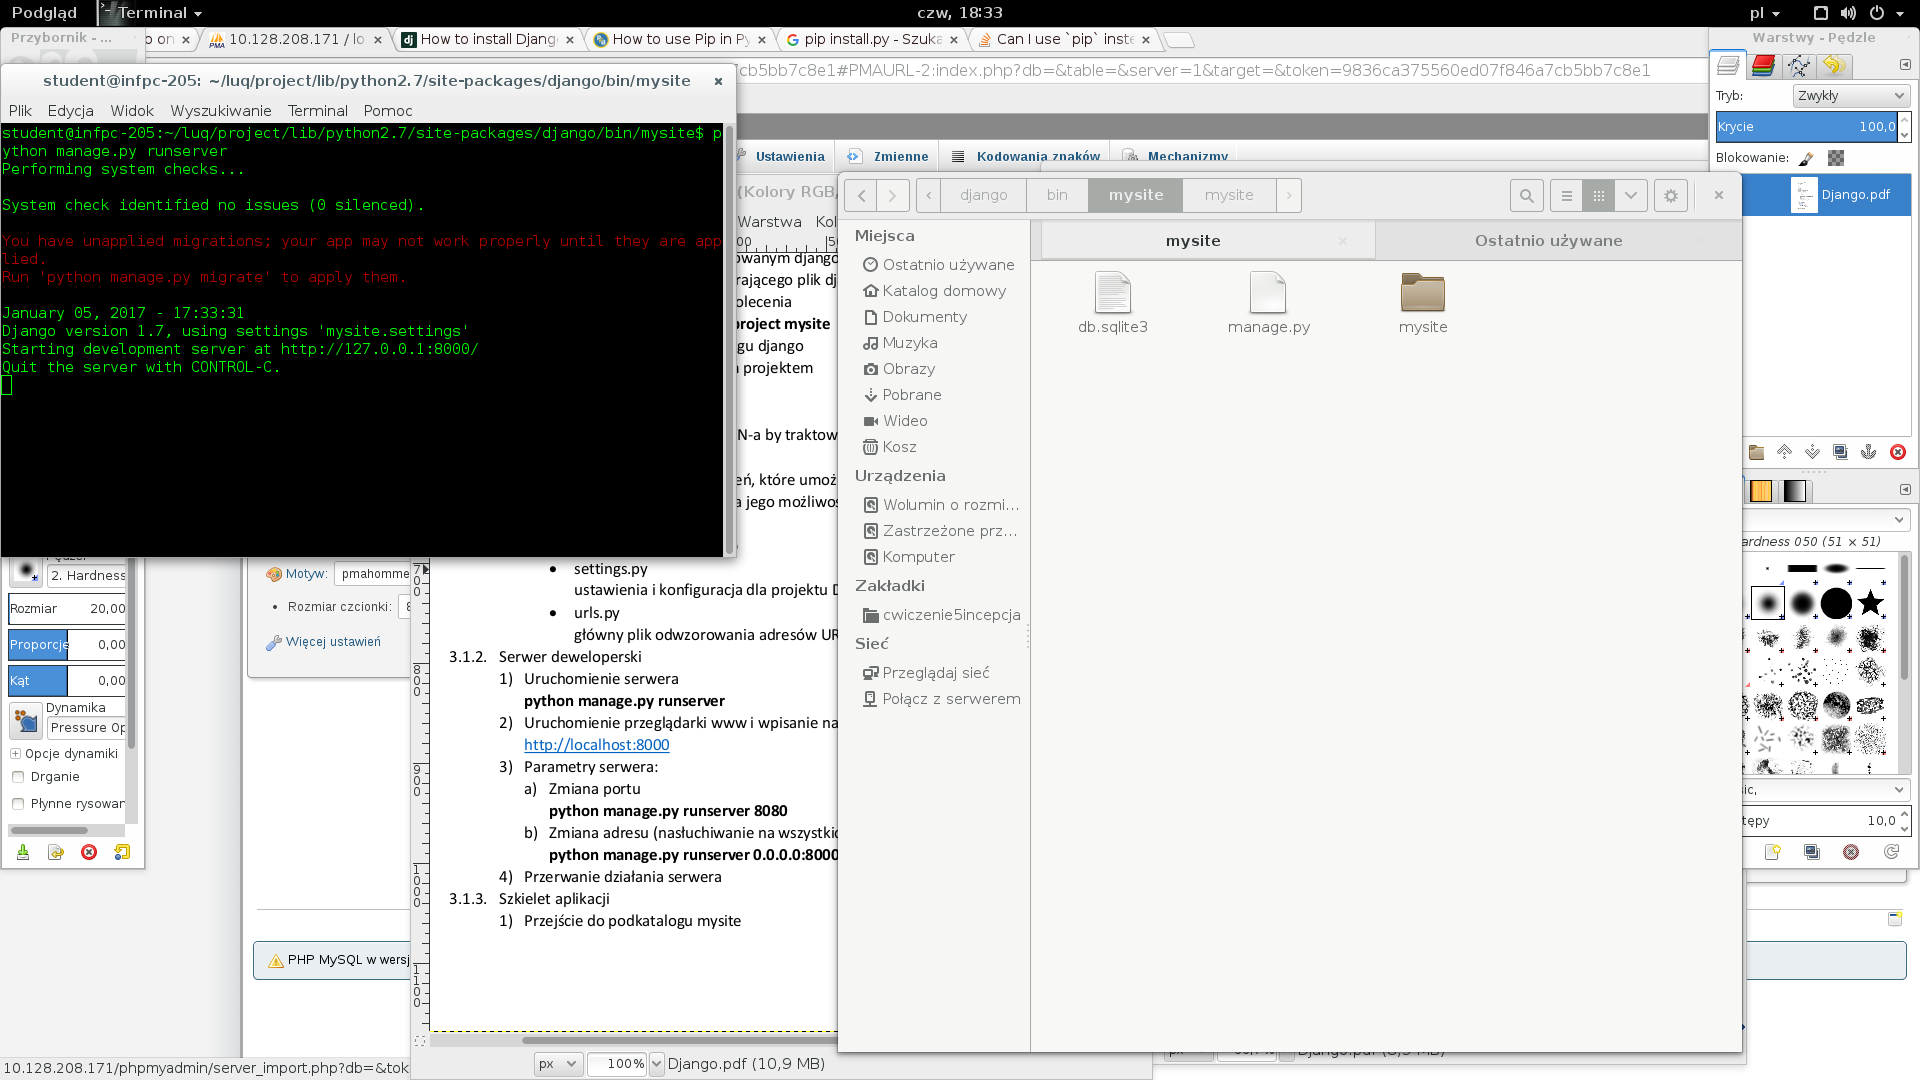 Podgląd
Terminal
czw, 18:33
pl
Przybornik - ...
o on
10.128.208.171 / lo
How to install Djang
How to use Pip in Py
pip install.py - Szuka
Can I use `pip` inste
Warstwy - Pędzle
cb5bb7c8e1#PMAURL-2:index.php?db=&table=&server=1&target=&token=9836ca375560ed07f846a7cb5bb7c8e1
student@infpc-205: ~/luq/project/lib/python2.7/site-packages/django/bin/mysite
Plik Edycja Widok Wyszukiwanie Terminal Pomoc
student@infpc-205:~/luq/project/lib/python2.7/site-packages/django/bin/mysite$ p
ython manage.py runserver
Performing system checks...
System check identified no issues (0 silenced).
You have unapplied migrations; your app may not work properly until they are app
lied.
Run 'python manage.py migrate' to apply them.
January 05, 2017 - 17:33:31
Django version 1.7, using settings 'mysite.settings'
Starting development server at http://127.0.0.1:8000/
Quit the server with CONTROL-C.
Ustawienia
Zmienne
Kodowania znaków
Mechanizmy
(Kolory RGB,
Warstwa
Kol
owanym django
rającego plik dj
olecenia
project mysite
gu django
a projektem
N-a by traktow
eń, które umoż
a jego możliwoś
• settings.py
ustawienia i konfiguracja dla projektu D
• urls.py
główny plik odwzorowania adresów UR
3.1.2. Serwer deweloperski
1) Uruchomienie serwera
python manage.py runserver
2) Uruchomienie przeglądarki www i wpisanie na
http://localhost:8000
3) Parametry serwera:
a) Zmiana portu
python manage.py runserver 8080
b) Zmiana adresu (nasłuchiwanie na wszystkic
python manage.py runserver 0.0.0.0:8000
4) Przerwanie działania serwera
3.1.3. Szkielet aplikacji
1) Przejście do podkatalogu mysite
px
100%
Django.pdf (10,9 MB)
django
bin
mysite
mysite
mysite
Ostatnio używane
Miejsca
Ostatnio używane
Katalog domowy
Dokumenty
Muzyka
Obrazy
Pobrane
Wideo
Kosz
Urządzenia
Wolumin o rozmi...
Zastrzeżone prz...
Komputer
Zakładki
cwiczenie5incepcja
Sieć
Przeglądaj sieć
Połącz z serwerem
db.sqlite3
manage.py
mysite
Tryb:
Zwykły
Krycie
100,0
Blokowanie:
Django.pdf
ardness 050 (51 × 51)
sic,
tępy
10,0
2. Hardness
Rozmiar
20,00
Proporcje
0,00
Kąt
0,00
Dynamika
Pressure Op
Opcje dynamiki
Drganie
Płynne rysowan
Motyw:
pmahomme
• Rozmiar czcionki:
8
Więcej ustawień
PHP MySQL w wersj
10.128.208.171/phpmyadmin/server_import.php?db=&tok